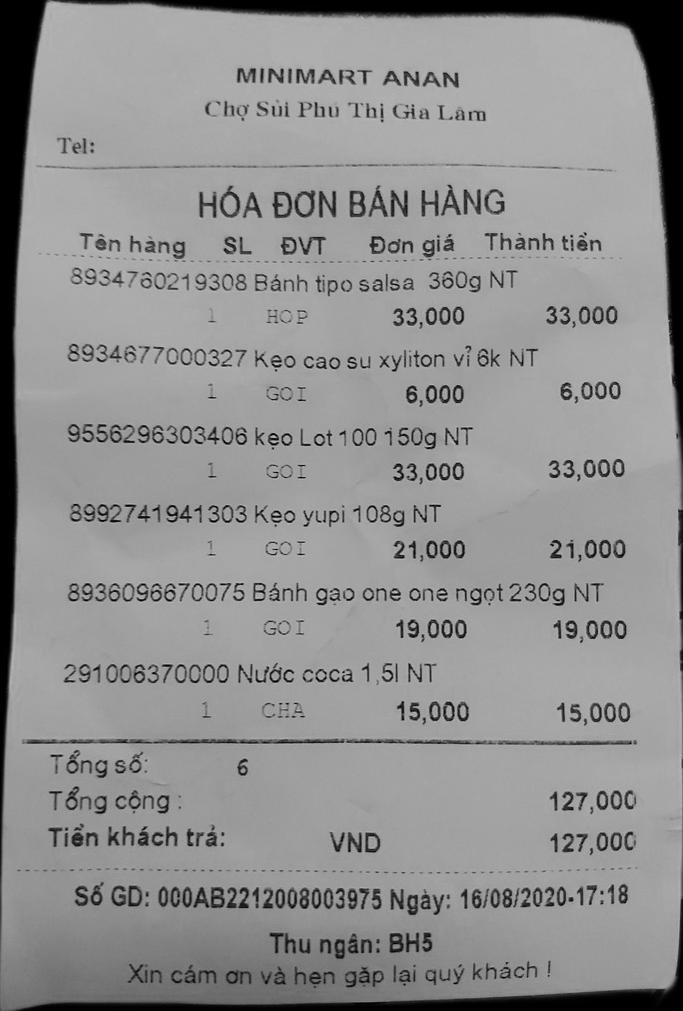 MINIMART ANAN
Chợ Sủi Phú Thị Gia Lâm
Tel:
HÓA ĐƠN BÁN HÀNG
Tên hàng SL ĐVT Đơn giá Thành tiền
8934760219308 Bánh tipo salsa 360g NT
1 HOP 33,000 33,000
8934677000327 Kẹo cao su xyliton vỉ 6k NT
1 GOI 6,000 6,000
9556296303406 kẹo Lot 100 150g NT
1 GOI 33,000 33,000
8992741941303 Kẹo yupi 108g NT
1 GOI 21,000 21,000
8936096670075 Bánh gạo one one ngọt 230g NT
1 GOI 19,000 19,000
291006370000 Nước coca 1,5l NT
1 CHA 15,000 15,000
Tổng số: 6
Tổng cộng : 127,000
Tiền khách trả: VND 127,000
Số GD: 000AB2212008003975 Ngày: 16/08/2020-17:18
Thu ngân: BH5
Xin cám ơn và hẹn gặp lại quý khách !